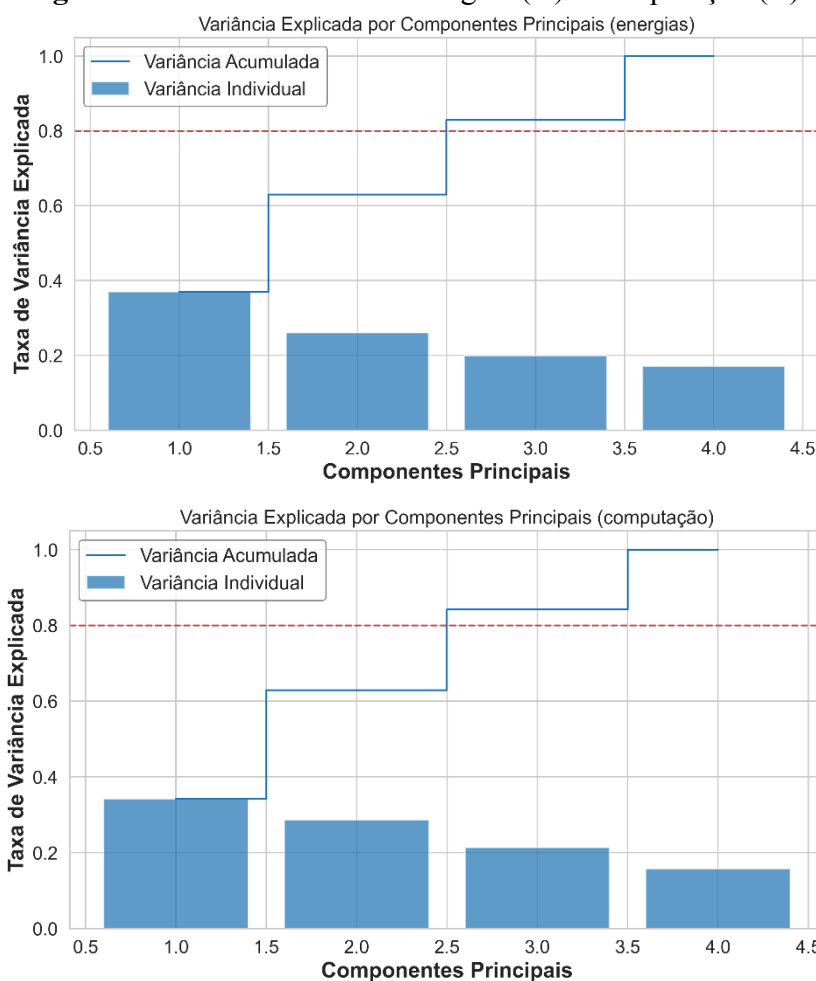 Variância Explicada por Componentes Principais (energias)
Variância Acumulada
Variância Individual
Taxa de Variância Explicada
1.0
0.8
0.6
0.4
0.2
0.0
0.5 1.0 1.5 2.0 2.5 3.0 3.5 4.0 4.5
Componentes Principais
Variância Explicada por Componentes Principais (computação)
Variância Acumulada
Variância Individual
Taxa de Variância Explicada
1.0
0.8
0.6
0.4
0.2
0.0
0.5 1.0 1.5 2.0 2.5 3.0 3.5 4.0 4.5
Componentes Principais